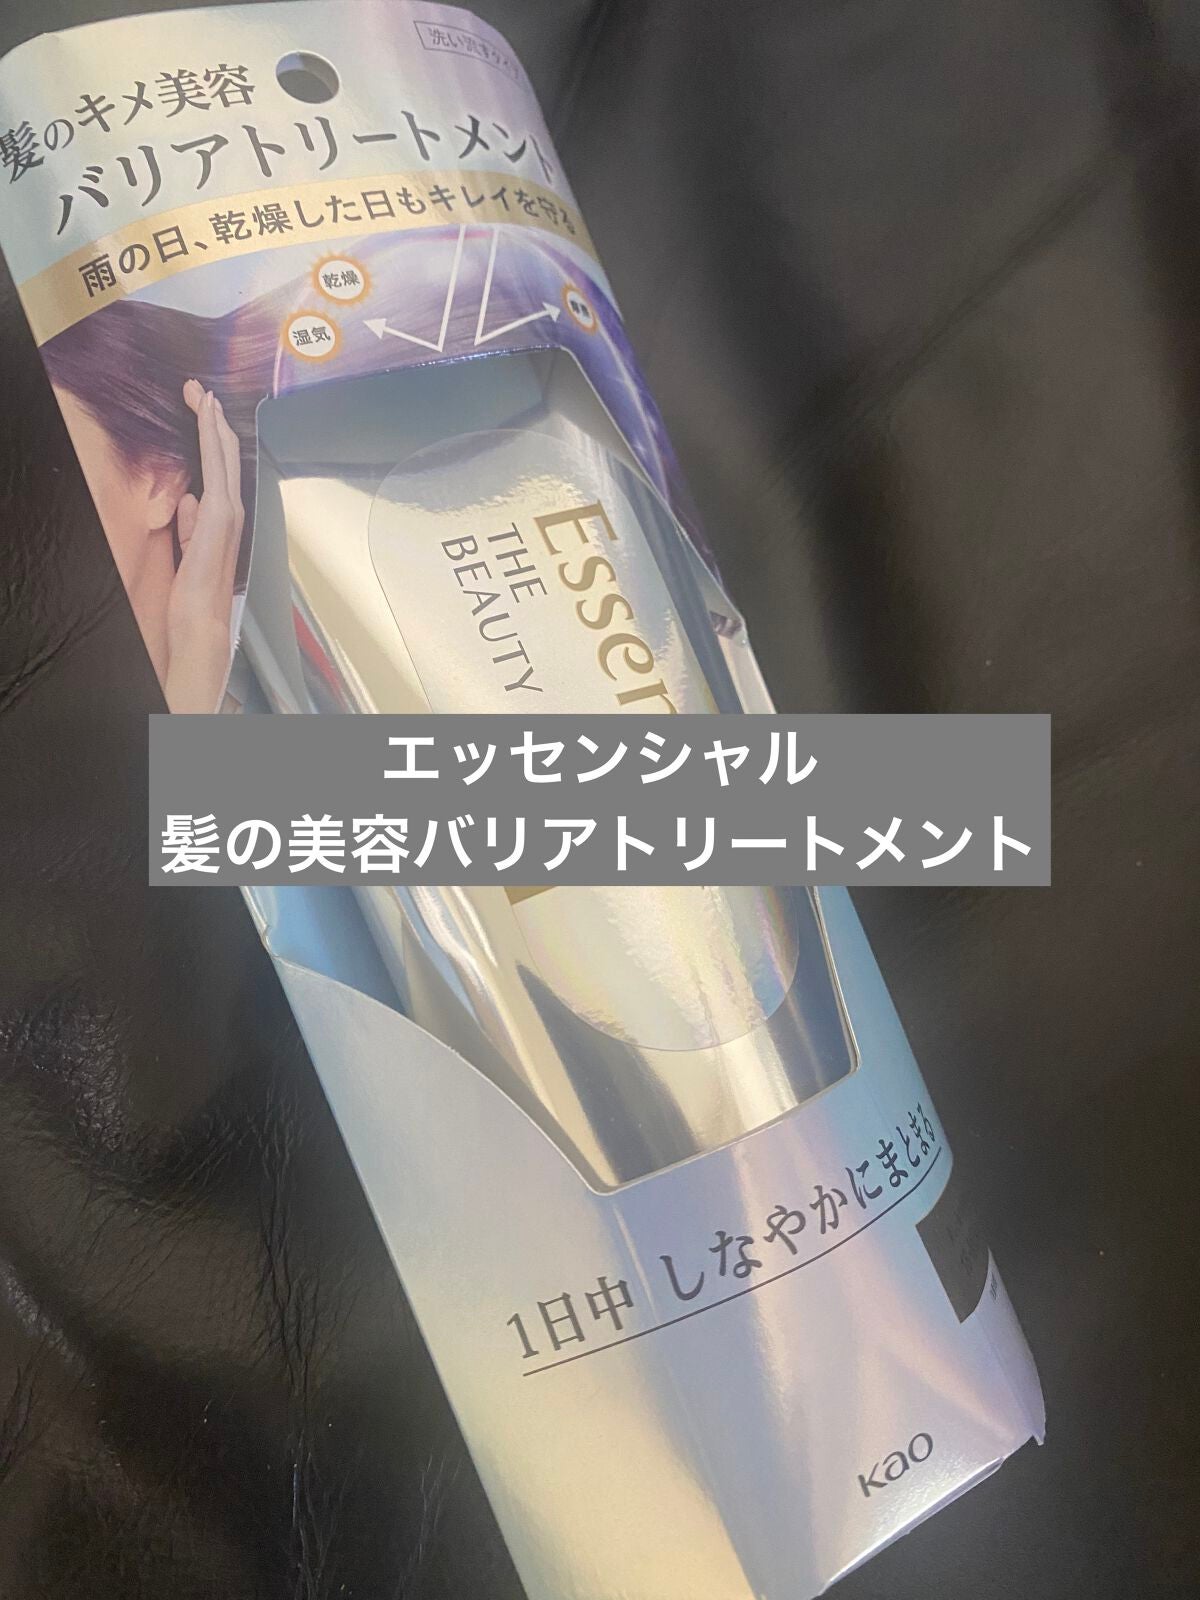 洗い流すタイプ
髪のキメ美容
バリアトリートメント
雨の日、乾燥した日もキレイを守る
乾燥
湿気
摩擦
Essen
THE
BEAUTY
エッセンシャル
髪の美容バリアトリートメント
1日中 しなやかにまとまる
Kao